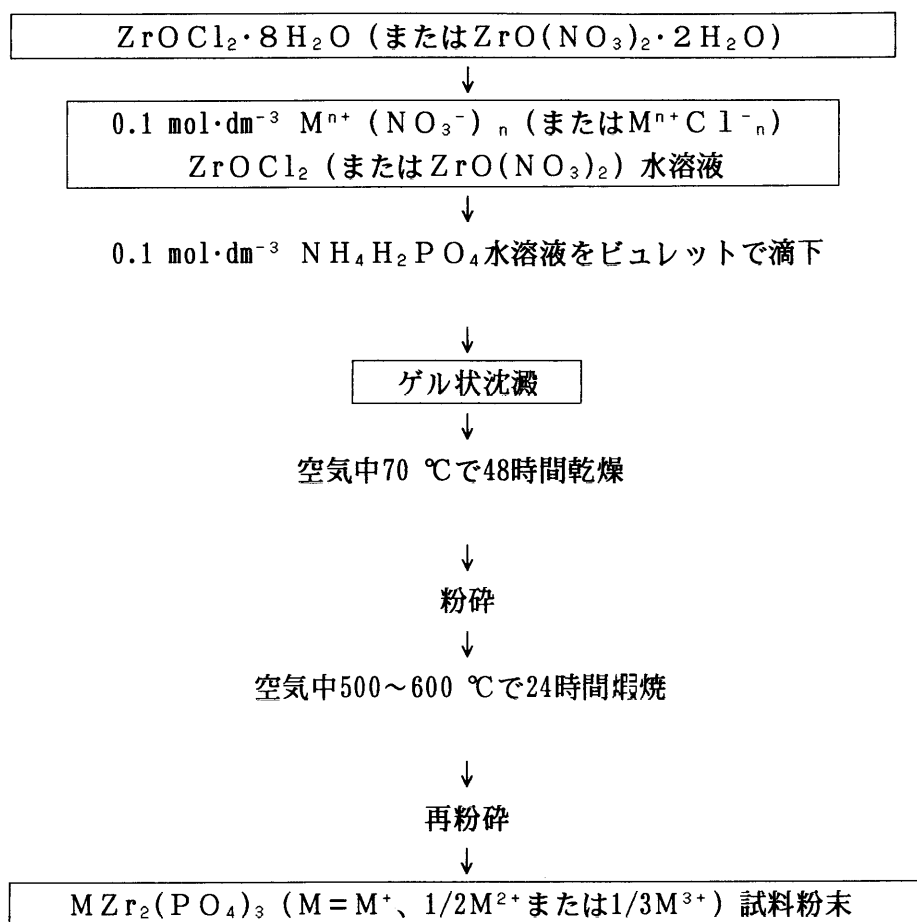 ZrOCl₂·8H₂O (またはZrO(NO₃)₂·2H₂O)
↓
0.1 mol·dm⁻³ Mⁿ⁺ (NO₃⁻)ₙ (またはMⁿ⁺Cl⁻ₙ)
ZrOCl₂ (またはZrO(NO₃)₂) 水溶液
↓
0.1 mol·dm⁻³ NH₄H₂PO₄水溶液をビュレットで滴下
↓
ゲル状沈澱
↓
空気中70 ℃で48時間乾燥
↓
粉砕
↓
空気中500～600 ℃で24時間煆焼
↓
再粉砕
↓
MZr₂(PO₄)₃ (M=M⁺、1/2M²⁺または1/3M³⁺) 試料粉末